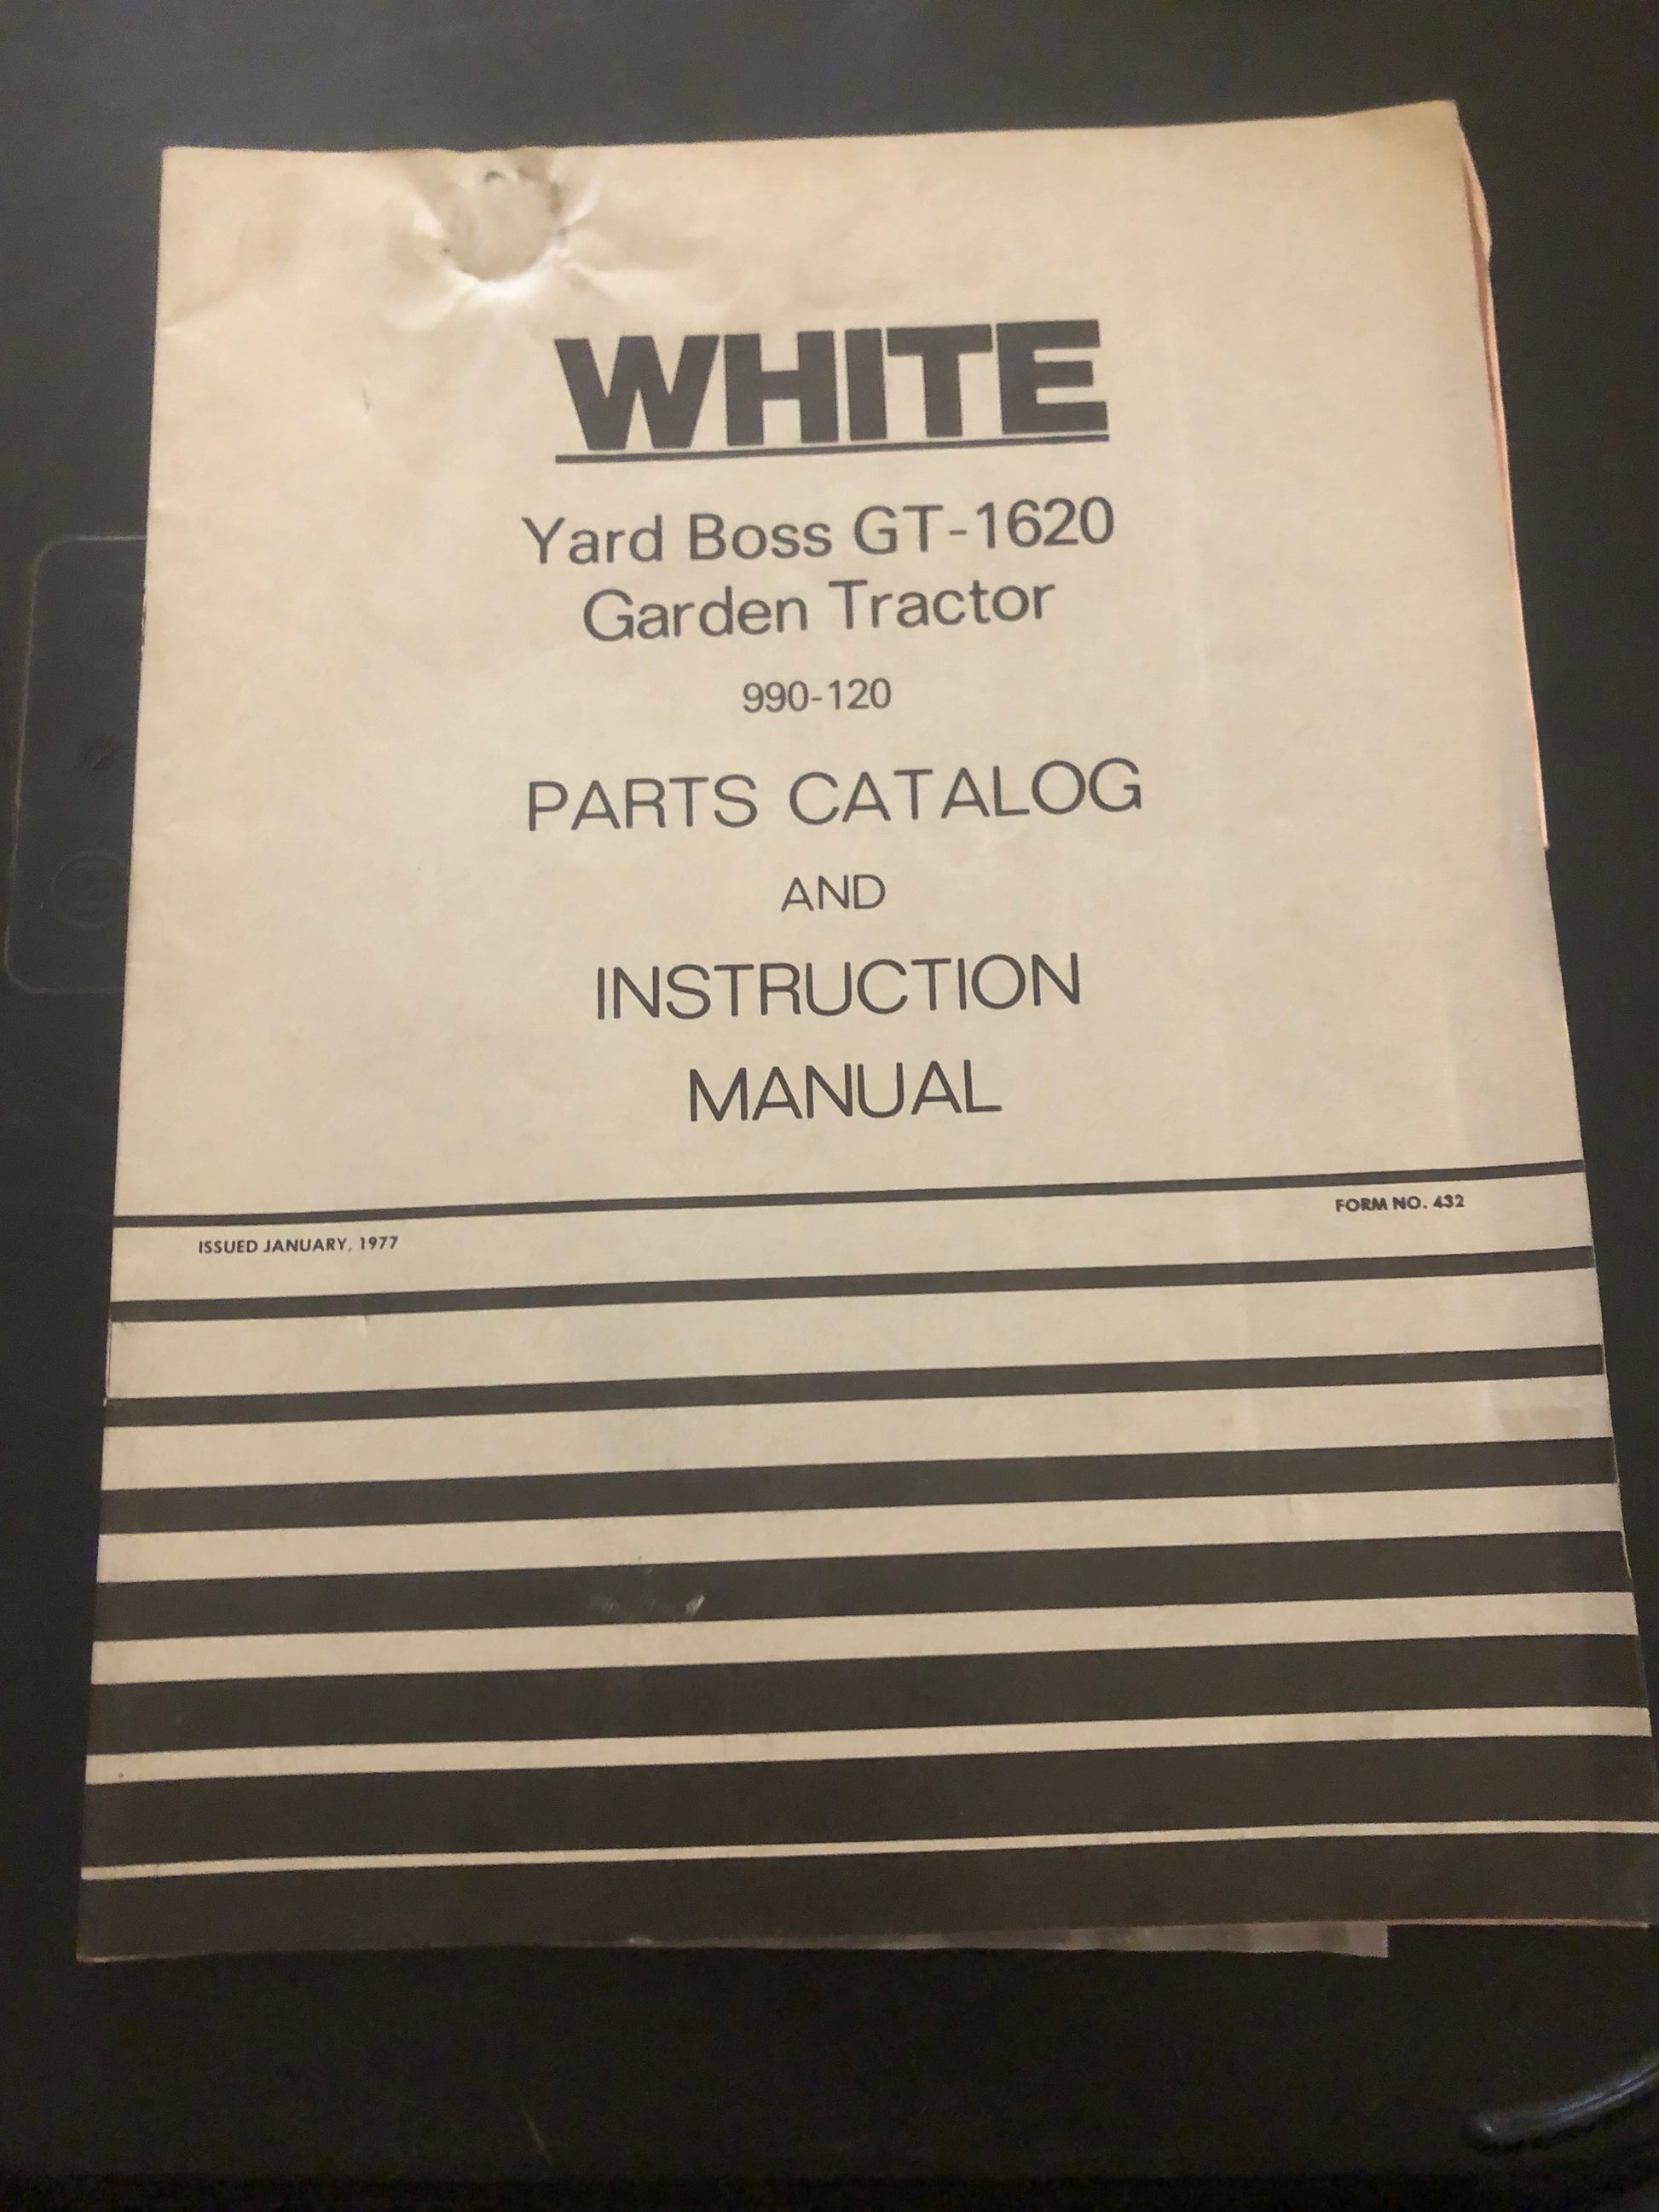 WHITE
Yard Boss GT-1620
Garden Tractor
990-120
PARTS CATALOG
AND
INSTRUCTION
MANUAL
ISSUED JANUARY, 1977
FORM NO. 432